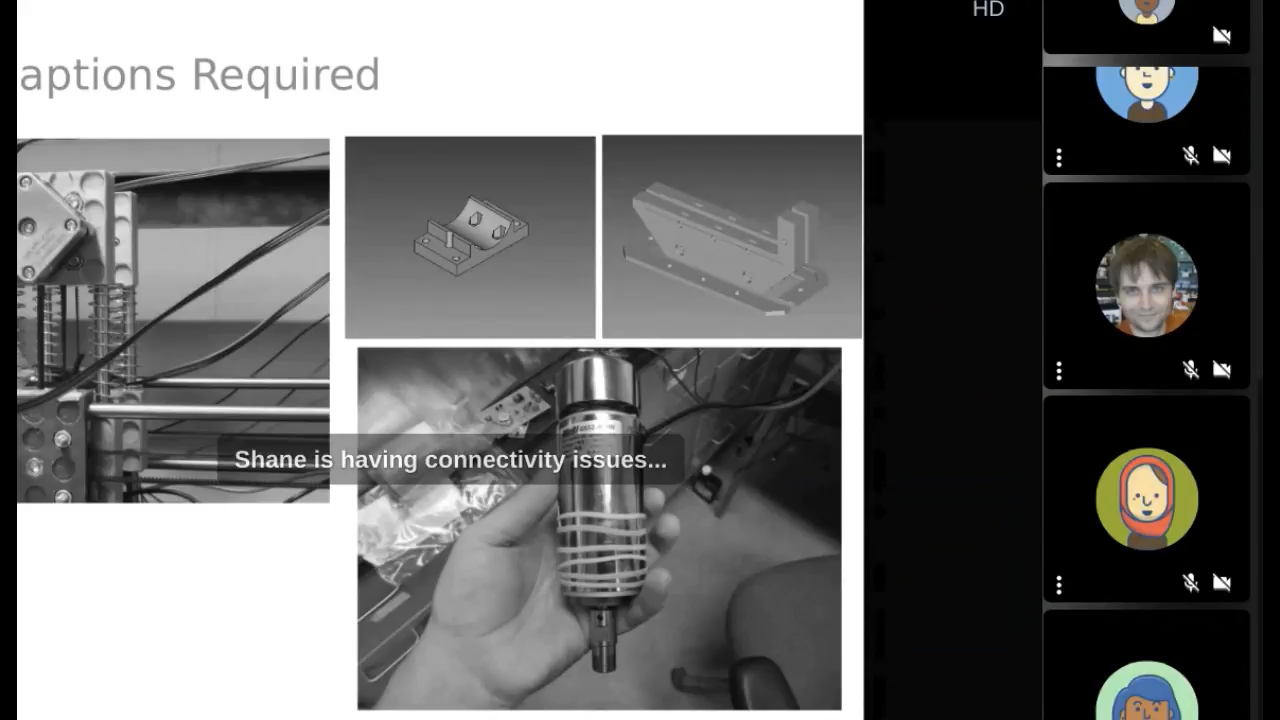 HD
aptions Required
Shane is having connectivity issues...